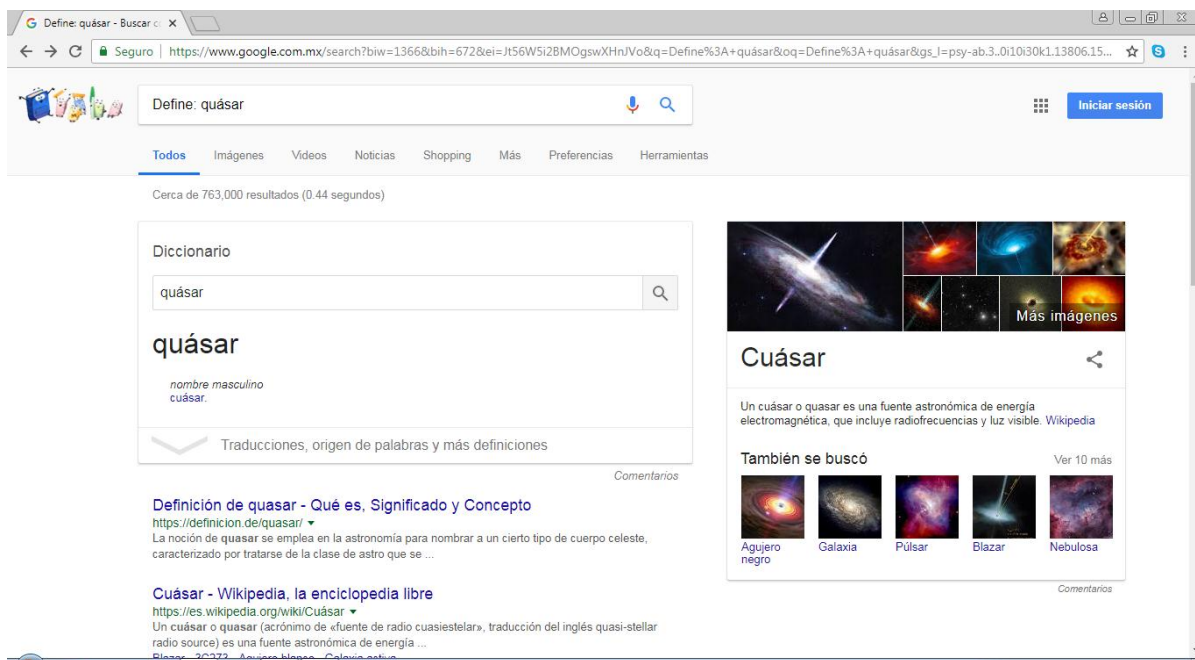 Define: quásar - Buscar c
Seguro | https://www.google.com.mx/search?biw=1366&bih=672&ei=Jt56W5i2BMOgswXHnJVo&q=Define%3A+quásar&oq=Define%3A+quásar&gs_l=psy-ab.3..0i10i30k1.13806.15...
Define: quásar
Iniciar sesión
Todos Imágenes Videos Noticias Shopping Más Preferencias Herramientas
Cerca de 763,000 resultados (0.44 segundos)
Diccionario
quásar
quásar
nombre masculino
cuásar.
Traducciones, origen de palabras y más definiciones
Comentarios
Definición de quasar - Qué es, Significado y Concepto
https://definicion.de/quasar/
La noción de quasar se emplea en la astronomía para nombrar a un cierto tipo de cuerpo celeste,
caracterizado por tratarse de la clase de astro que se ...
Cuásar - Wikipedia, la enciclopedia libre
https://es.wikipedia.org/wiki/Cuásar
Un cuásar o quasar (acrónimo de «fuente de radio cuasiestelar», traducción del inglés quasi-stellar
radio source) es una fuente astronómica de energía ...
Blazar - 3C273 - Agujero blanco - Galaxia activa
Más imágenes
Cuásar
Un cuásar o quasar es una fuente astronómica de energía
electromagnética, que incluye radiofrecuencias y luz visible. Wikipedia
También se buscó
Ver 10 más
Agujero
negro
Galaxia
Púlsar
Blazar
Nebulosa
Comentarios